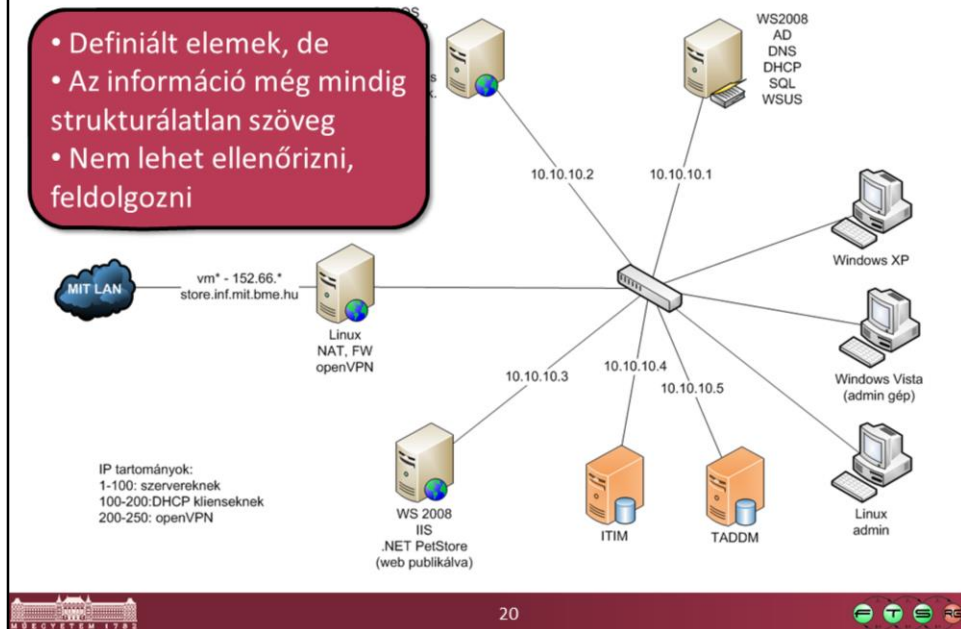 • Definiált elemek, de
• Az információ még mindig
strukturálatlan szöveg
• Nem lehet ellenőrizni,
feldolgozni
WS2008
AD
DNS
DHCP
SQL
WSUS
10.10.10.2
10.10.10.1
Windows XP
MIT LAN
vm* - 152.66.*
store.inf.mit.bme.hu
Linux
NAT, FW
openVPN
10.10.10.3
10.10.10.4
10.10.10.5
Windows Vista
(admin gép)
IP tartományok:
1-100: szervereknek
100-200:DHCP klienseknek
200-250: openVPN
WS 2008
IIS
.NET PetStore
(web publikálva)
ITIM
TADDM
Linux
admin
MŰEGYETEM 1782
20
F T S RG